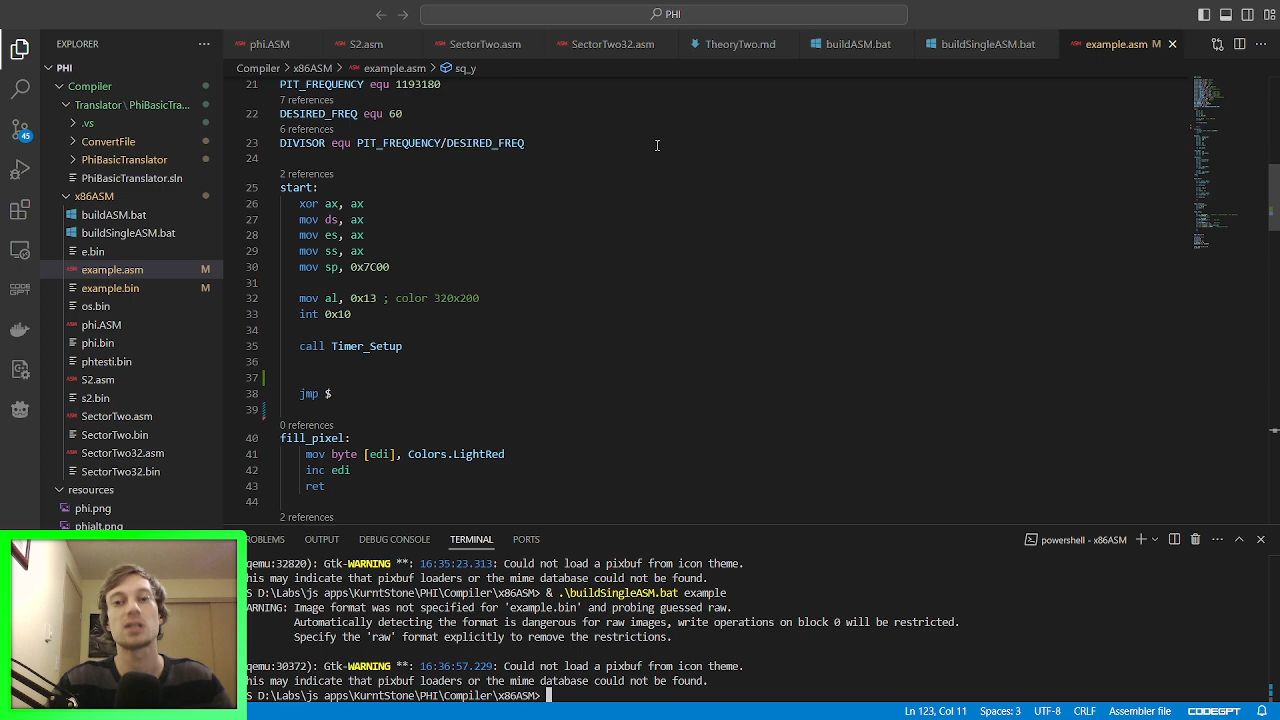 PHI
EXPLORER
phi.ASM
S2.asm
SectorTwo.asm
SectorTwo32.asm
TheoryTwo.md
buildASM.bat
buildSingleASM.bat
example.asm M
PHI
Compiler
Translator \ PhiBasicTra...
.vs
ConvertFile
PhiBasicTranslator
PhiBasicTranslator.sln
x86ASM
buildASM.bat
buildSingleASM.bat
e.bin
example.asm M
example.bin M
os.bin
phi.ASM
phi.bin
phtesti.bin
S2.asm
s2.bin
SectorTwo.asm
SectorTwo.bin
SectorTwo32.asm
SectorTwo32.bin
resources
phi.png
phialt.png
45
Compiler > x86ASM > example.asm > sq_y
21 PIT_FREQUENCY equ 1193180
7 references
22 DESIRED_FREQ equ 60
6 references
23 DIVISOR equ PIT_FREQUENCY/DESIRED_FREQ
24
2 references
25 start:
26 xor ax, ax
27 mov ds, ax
28 mov es, ax
29 mov ss, ax
30 mov sp, 0x7C00
31
32 mov al, 0x13 ; color 320x200
33 int 0x10
34
35 call Timer_Setup
36
37
38 jmp $
39
0 references
40 fill_pixel:
41 mov byte [edi], Colors.LightRed
42 inc edi
43 ret
44
2 references
ROBLEMS OUTPUT DEBUG CONSOLE TERMINAL PORTS
powershell - x86ASM
qemu:32820): Gtk-WARNING **: 16:35:23.313: Could not load a pixbuf from icon theme.
his may indicate that pixbuf loaders or the mime database could not be found.
S D:\Labs\js apps\KurntStone\PHI\Compiler\x86ASM> & .\buildSingleASM.bat example
ARNING: Image format was not specified for 'example.bin' and probing guessed raw.
Automatically detecting the format is dangerous for raw images, write operations on block 0 will be restricted.
Specify the 'raw' format explicitly to remove the restrictions.
qemu:30372): Gtk-WARNING **: 16:36:57.229: Could not load a pixbuf from icon theme.
his may indicate that pixbuf loaders or the mime database could not be found.
S D:\Labs\js apps\KurntStone\PHI\Compiler\x86ASM>
Ln 123, Col 11 Spaces: 3 UTF-8 CRLF Assembler file CODEGPT